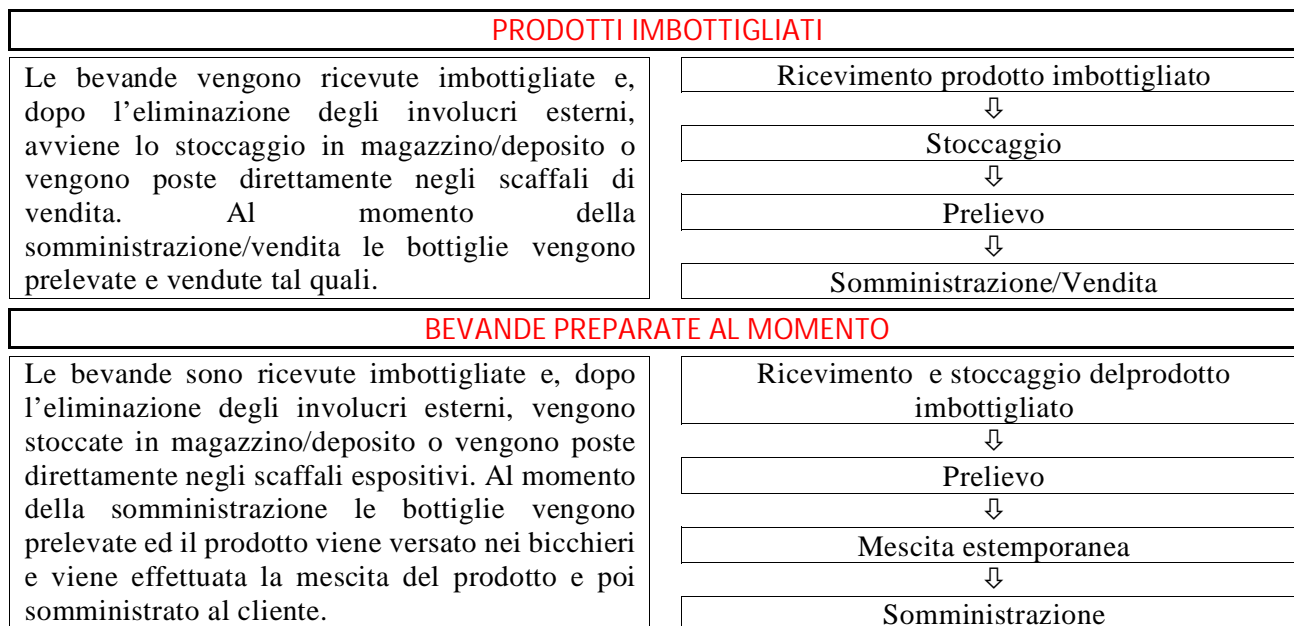 PRODOTTI IMBOTTIGLIATI
Le bevande vengono ricevute imbottigliate e,
dopo l’eliminazione degli involucri esterni,
avviene lo stoccaggio in magazzino/deposito o
vengono poste direttamente negli scaffali di
vendita. Al momento della
somministrazione/vendita le bottiglie vengono
prelevate e vendute tal quali.
Ricevimento prodotto imbottigliato
⇩
Stoccaggio
⇩
Prelievo
⇩
Somministrazione/Vendita
BEVANDE PREPARATE AL MOMENTO
Le bevande sono ricevute imbottigliate e, dopo
l’eliminazione degli involucri esterni, vengono
stoccate in magazzino/deposito o vengono poste
direttamente negli scaffali espositivi. Al momento
della somministrazione le bottiglie vengono
prelevate ed il prodotto viene versato nei bicchieri
e viene effettuata la mescita del prodotto e poi
somministrato al cliente.
Ricevimento e stoccaggio delprodotto
imbottigliato
⇩
Prelievo
⇩
Mescita estemporanea
⇩
Somministrazione